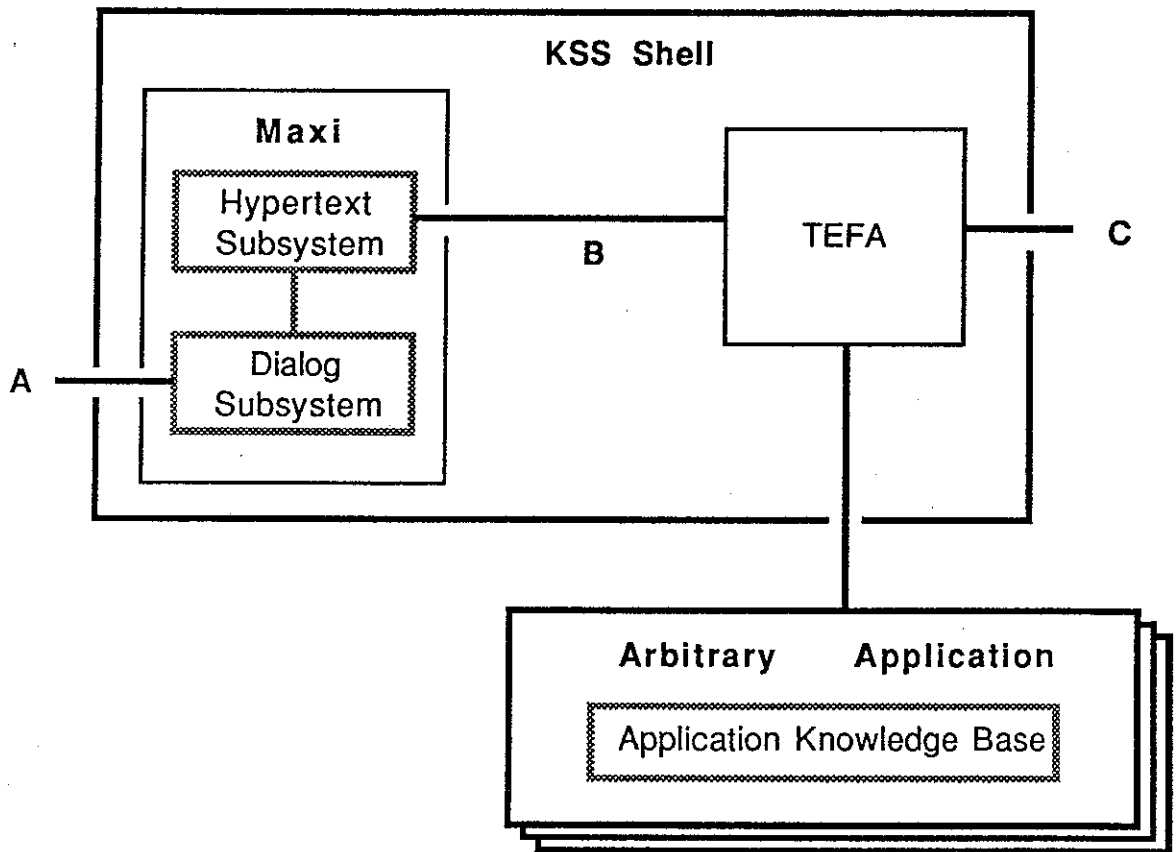 KSS Shell
Maxi
Hypertext
Subsystem
TEFA
B
C
Dialog
Subsystem
A
Arbitrary Application
Application Knowledge Base